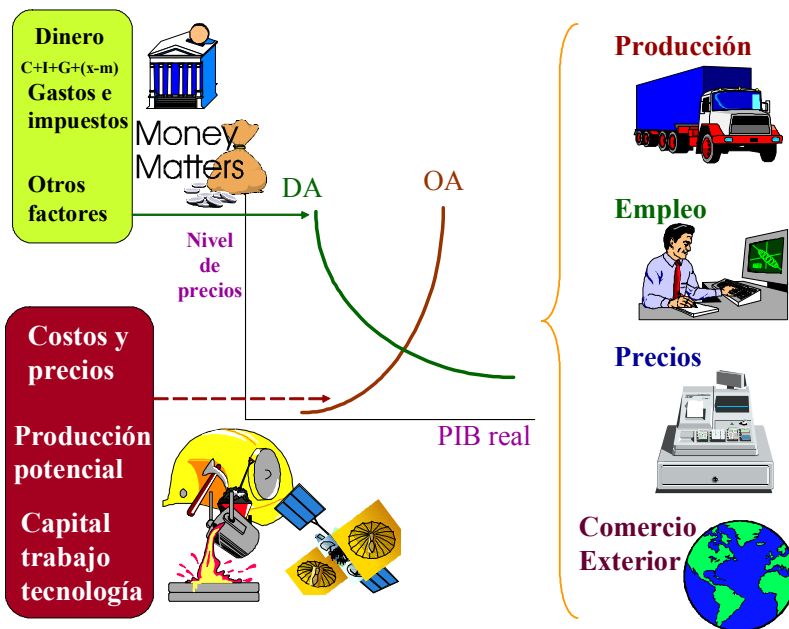 Dinero
C+I+G+(x-m)
Gastos e
impuestos
Otros
factores
Money
Matters
DA
OA
Nivel
de
precios
PIB real
Costos y
precios
Producción
potencial
Capital
trabajo
tecnología
Producción
Empleo
Precios
Comercio
Exterior